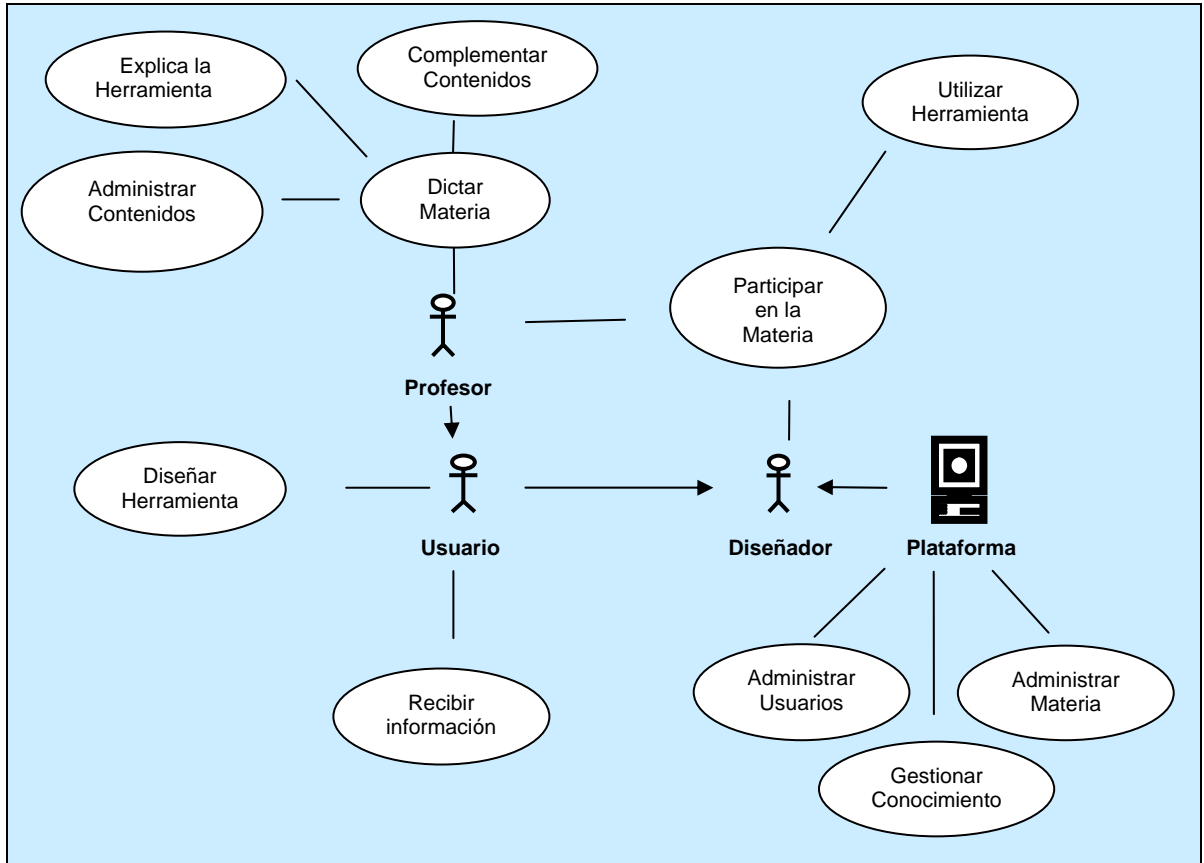 Explica la
Herramienta
Complementar
Contenidos
Utilizar
Herramienta
Administrar
Contenidos
Dictar
Materia
Participar
en la
Materia
Profesor
Diseñar
Herramienta
Usuario
Diseñador
Plataforma
Recibir
información
Administrar
Usuarios
Administrar
Materia
Gestionar
Conocimiento